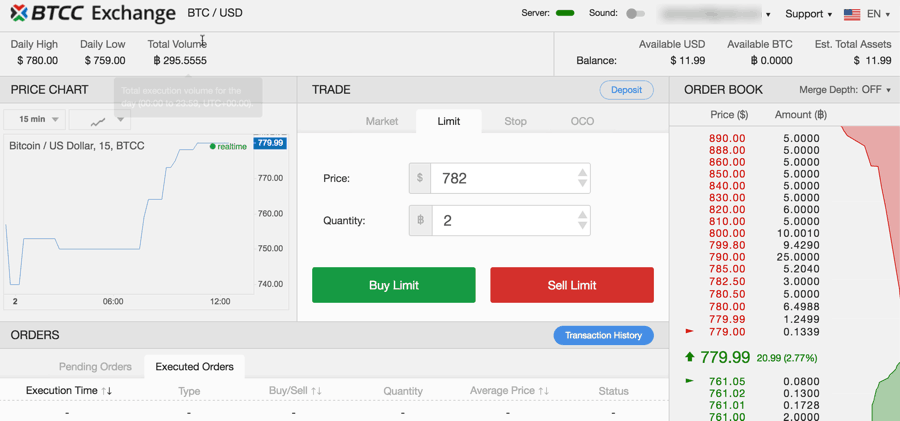 BTCC Exchange BTC / USD
Server: Sound: Support EN
Daily High Daily Low Total Volume
$ 780.00 $ 759.00 ฿ 295.5555
Available USD Available BTC Est. Total Assets
Balance: $ 11.99 ฿ 0.0000 $ 11.99
PRICE CHART
Total execution volume for the
day (00:00 to 23:59, UTC+00:00)
15 min
Bitcoin / US Dollar, 15, BTCC
realtime
779.99
770.00
760.00
750.00
740.00
2 06:00 12:00
TRADE Deposit
Market Limit Stop OCO
Price: $ 782
Quantity: ฿ 2
Buy Limit Sell Limit
ORDERS Transaction History
Pending Orders Executed Orders
Execution Time ↑↓ Type Buy/Sell ↑↓ Quantity Average Price ↑↓ Status
- - - - - -
ORDER BOOK Merge Depth: OFF
Price ($) Amount (฿)
890.00 5.0000
888.00 5.0000
860.00 5.0000
850.00 5.0000
840.00 5.0000
830.00 5.0000
820.00 6.0000
810.00 5.0000
800.00 10.0010
799.80 9.4290
790.00 25.0000
785.00 5.2040
782.50 3.0000
780.50 5.0000
780.00 6.4988
779.99 1.2499
779.00 0.1339
779.99 20.99 (2.77%)
761.05 0.0800
761.02 0.1300
761.01 0.1728
761.00 2.0000